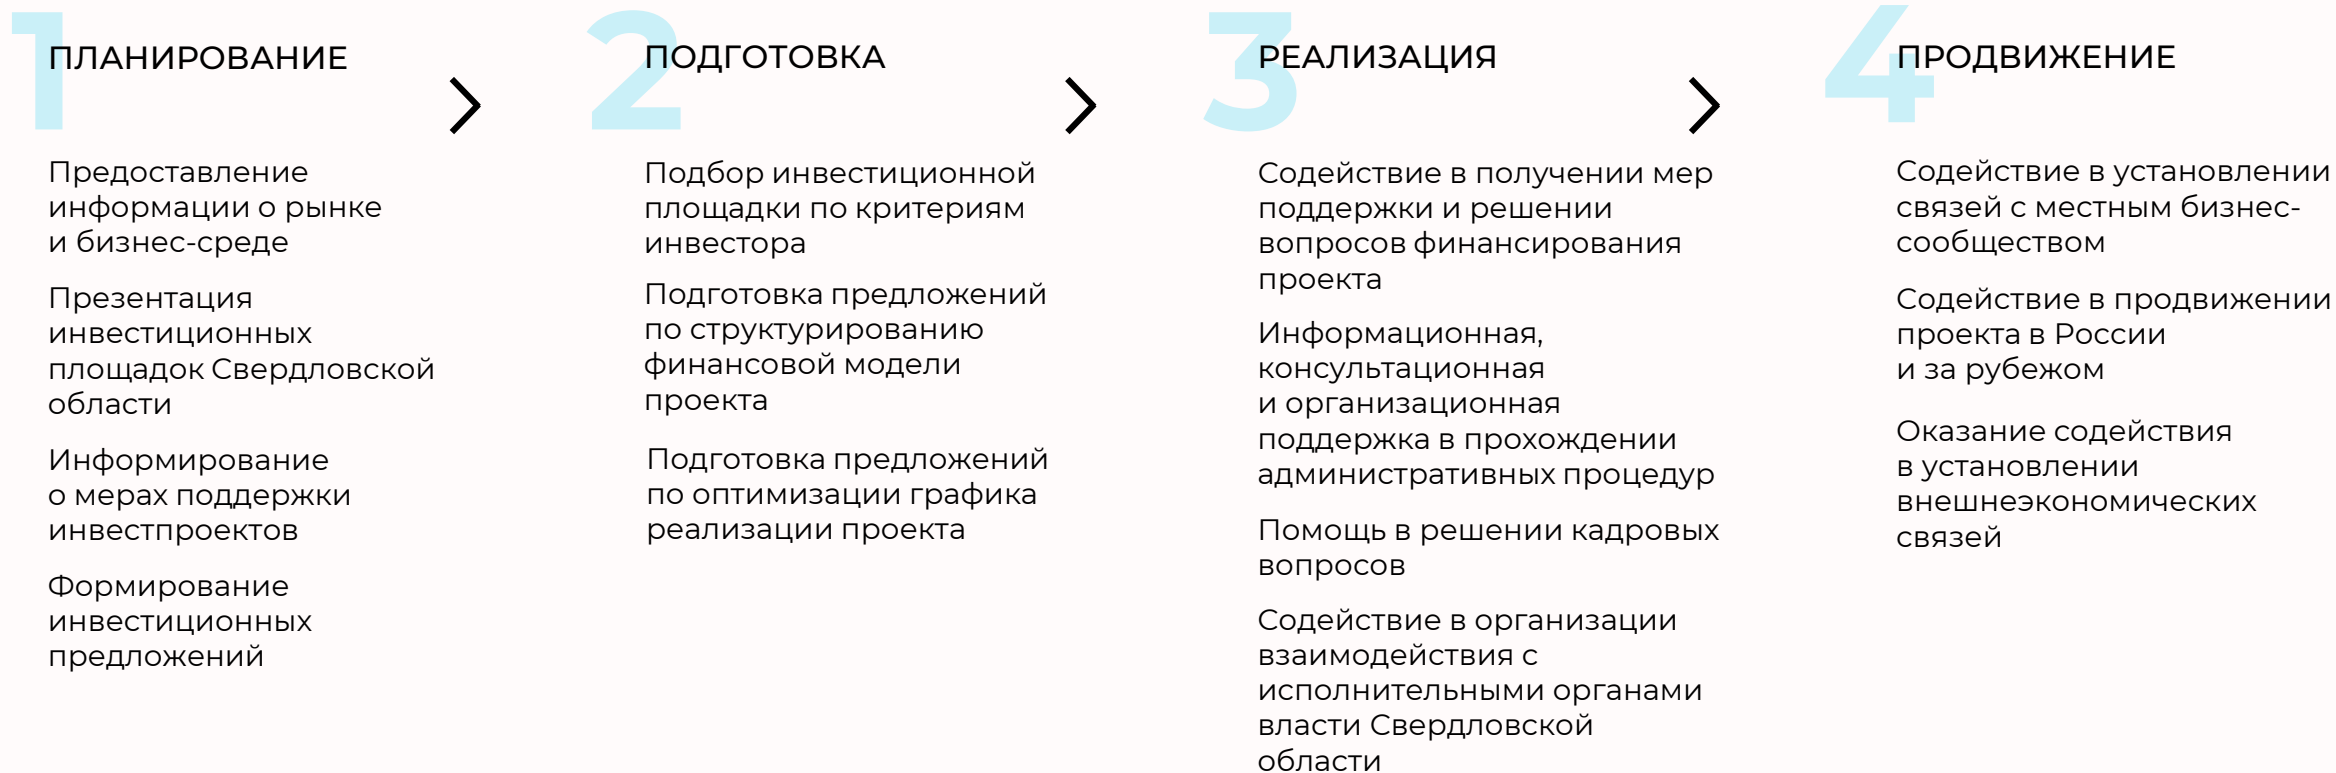 1
ПЛАНИРОВАНИЕ
Предоставление
информации о рынке
и бизнес-среде
Презентация
инвестиционных
площадок Свердловской
области
Информирование
о мерах поддержки
инвестпроектов
Формирование
инвестиционных
предложений
2
ПОДГОТОВКА
Подбор инвестиционной
площадки по критериям
инвестора
Подготовка предложений
по структурированию
финансовой модели
проекта
Подготовка предложений
по оптимизации графика
реализации проекта
3
РЕАЛИЗАЦИЯ
Содействие в получении мер
поддержки и решении
вопросов финансирования
проекта
Информационная,
консультационная
и организационная
поддержка в прохождении
административных процедур
Помощь в решении кадровых
вопросов
Содействие в организации
взаимодействия с
исполнительными органами
власти Свердловской
области
4
ПРОДВИЖЕНИЕ
Содействие в установлении
связей с местным бизнес-
сообществом
Содействие в продвижении
проекта в России
и за рубежом
Оказание содействия
в установлении
внешнеэкономических
связей